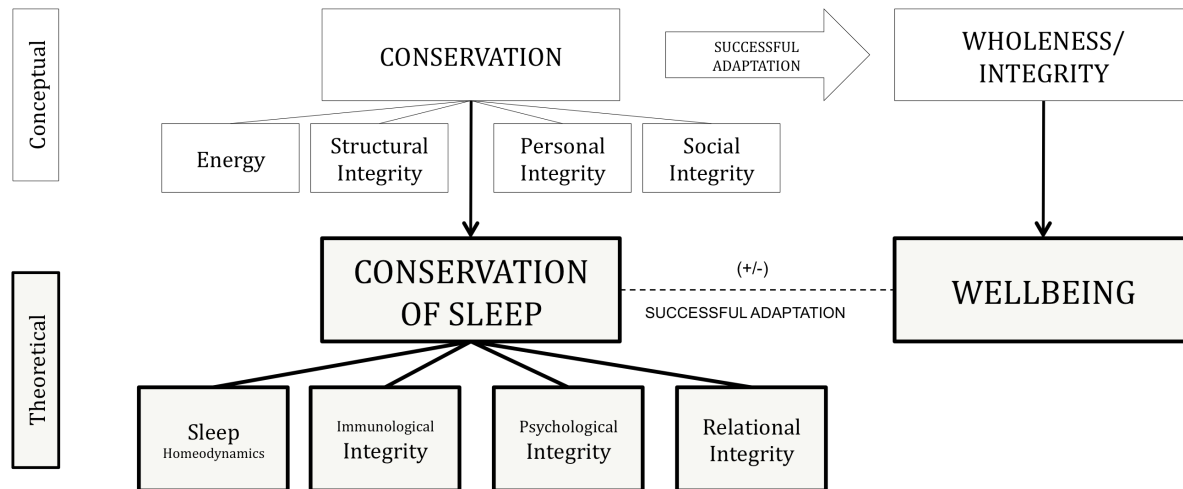 Conceptual
CONSERVATION
SUCCESSFUL
ADAPTATION
WHOLENESS/
INTEGRITY
Energy
Structural
Integrity
Personal
Integrity
Social
Integrity
Theoretical
CONSERVATION
OF SLEEP
(+/-)
SUCCESSFUL ADAPTATION
WELLBEING
Sleep
Homeodynamics
Immunological
Integrity
Psychological
Integrity
Relational
Integrity